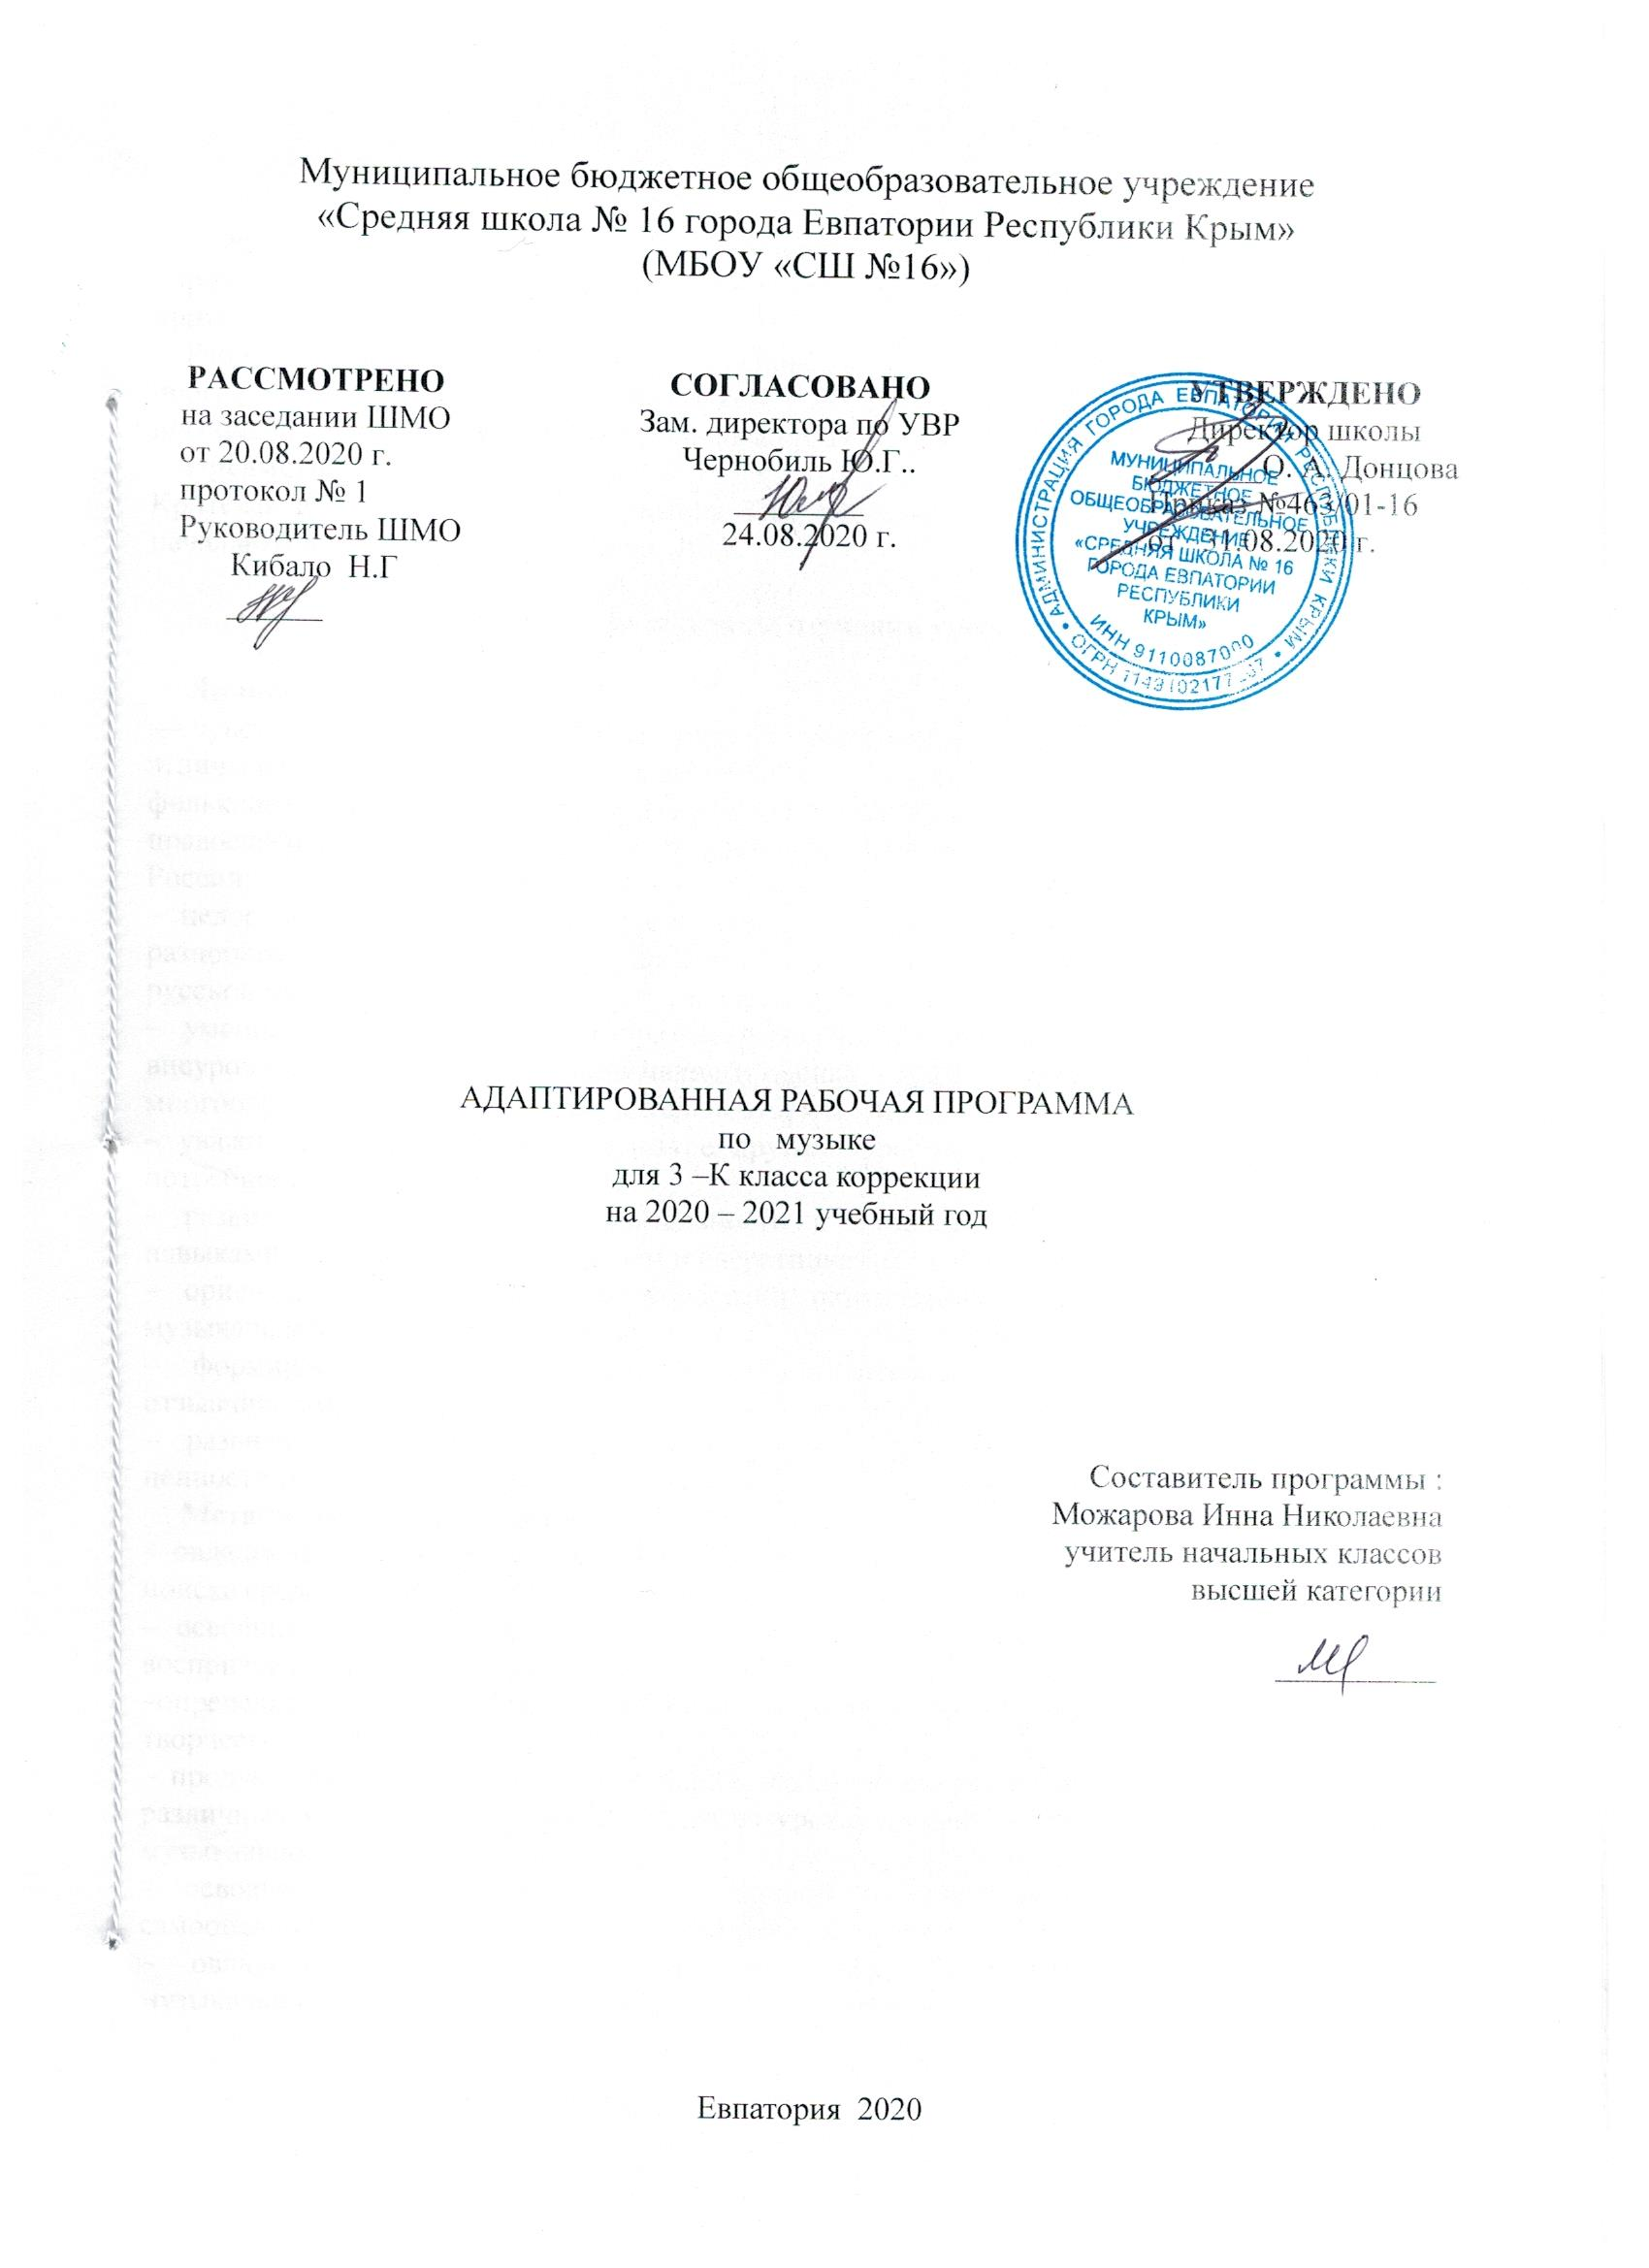 Муниципальное бюджетное общеобразовательное учреждение
«Средняя школа № 16 города Евпатории Республики Крым»
(МБОУ «СШ №16»)
РАССМОТРЕНО
на заседании ШМО
от 20.08.2020 г.
протокол № 1
Руководитель ШМО
Кибало Н.Г
СОГЛАСОВАНО
Зам. директора по УВР
Чернобиль Ю.Г..
24.08.2020 г.
УТВЕРЖДЕНО
Директор школы
О. А. Донцова
Приказ №463/01-16
от 31.08.2020 г.
АДМИНИСТРАЦИЯ ГОРОДА ЕВПАТОРИИ РЕСПУБЛИКИ КРЫМ
МУНИЦИПАЛЬНОЕ
БЮДЖЕТНОЕ
ОБЩЕОБРАЗОВАТЕЛЬНОЕ
УЧРЕЖДЕНИЕ
«СРЕДНЯЯ ШКОЛА № 16
ГОРОДА ЕВПАТОРИИ
РЕСПУБЛИКИ
КРЫМ»
ИНН 9110087000
ОГРН
АДАПТИРОВАННАЯ РАБОЧАЯ ПРОГРАММА
по музыке
для 3 –К класса коррекции
на 2020 – 2021 учебный год
Составитель программы :
Можарова Инна Николаевна
учитель начальных классов
высшей категории
Евпатория 2020